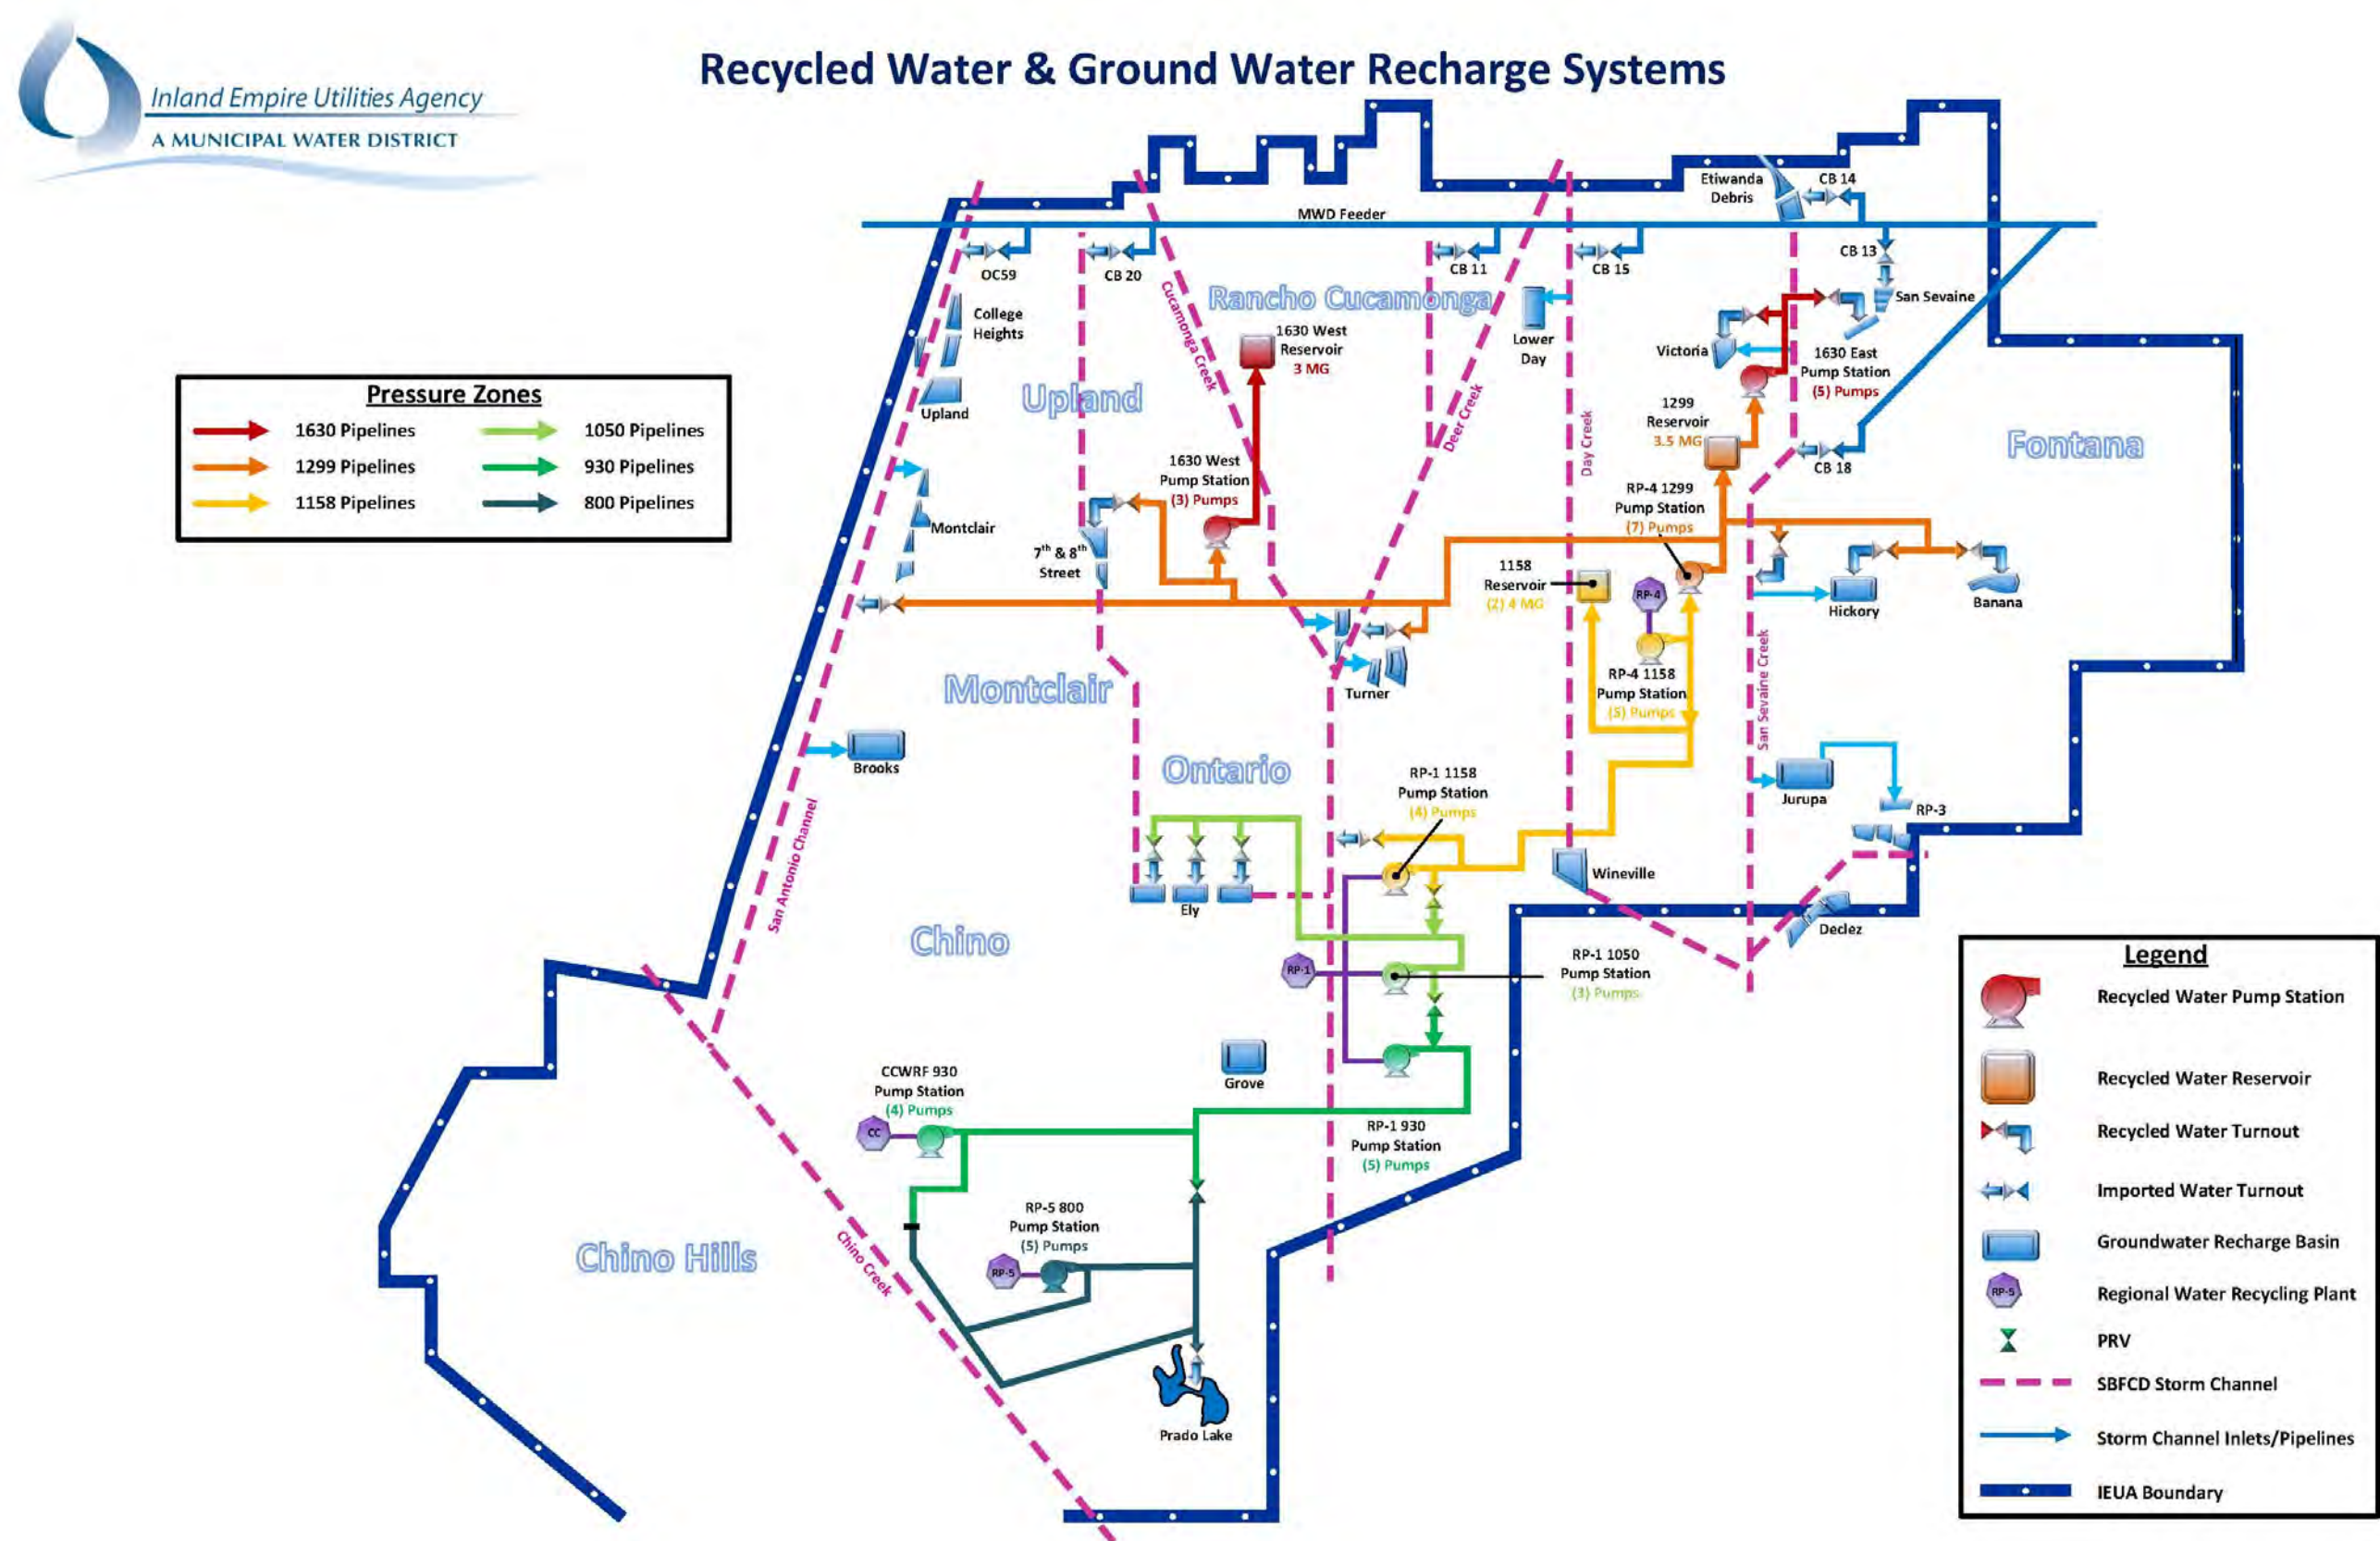 Inland Empire Utilities Agency
A MUNICIPAL WATER DISTRICT
Recycled Water & Ground Water Recharge Systems
Pressure Zones
1630 Pipelines
1050 Pipelines
1299 Pipelines
930 Pipelines
1158 Pipelines
800 Pipelines
MWD Feeder
Etiwanda
Debris
CB 14
OC59
CB 20
CB 11
CB 15
CB 13
San Sevaine
College
Heights
Cucamonga Creek
Rancho Cucamonga
1630 West
Reservoir
3 MG
Lower
Day
Victoria
1630 East
Pump Station
(5) Pumps
Upland
Upland
Deer Creek
Day Creek
1299
Reservoir
3.5 MG
Fontana
CB 18
1630 West
Pump Station
(3) Pumps
RP-4 1299
Pump Station
(7) Pumps
Montclair
7th & 8th
Street
1158
Reservoir
(2) 4 MG
RP-4
Hickory
Banana
Montclair
Turner
RP-4 1158
Pump Station
(5) Pumps
San Sevaine Creek
Brooks
Ontario
RP-1 1158
Pump Station
(4) Pumps
Jurupa
RP-3
San Antonio Channel
Wineville
Ely
Declez
Chino
RP-1
RP-1 1050
Pump Station
(3) Pumps
Grove
CCWRF 930
Pump Station
(4) Pumps
CC
RP-1 930
Pump Station
(5) Pumps
RP-5 800
Pump Station
(5) Pumps
RP-5
Chino Hills
Chino Creek
Prado Lake
Legend
Recycled Water Pump Station
Recycled Water Reservoir
Recycled Water Turnout
Imported Water Turnout
Groundwater Recharge Basin
RP-5
Regional Water Recycling Plant
PRV
SBFCD Storm Channel
Storm Channel Inlets/Pipelines
IEUA Boundary